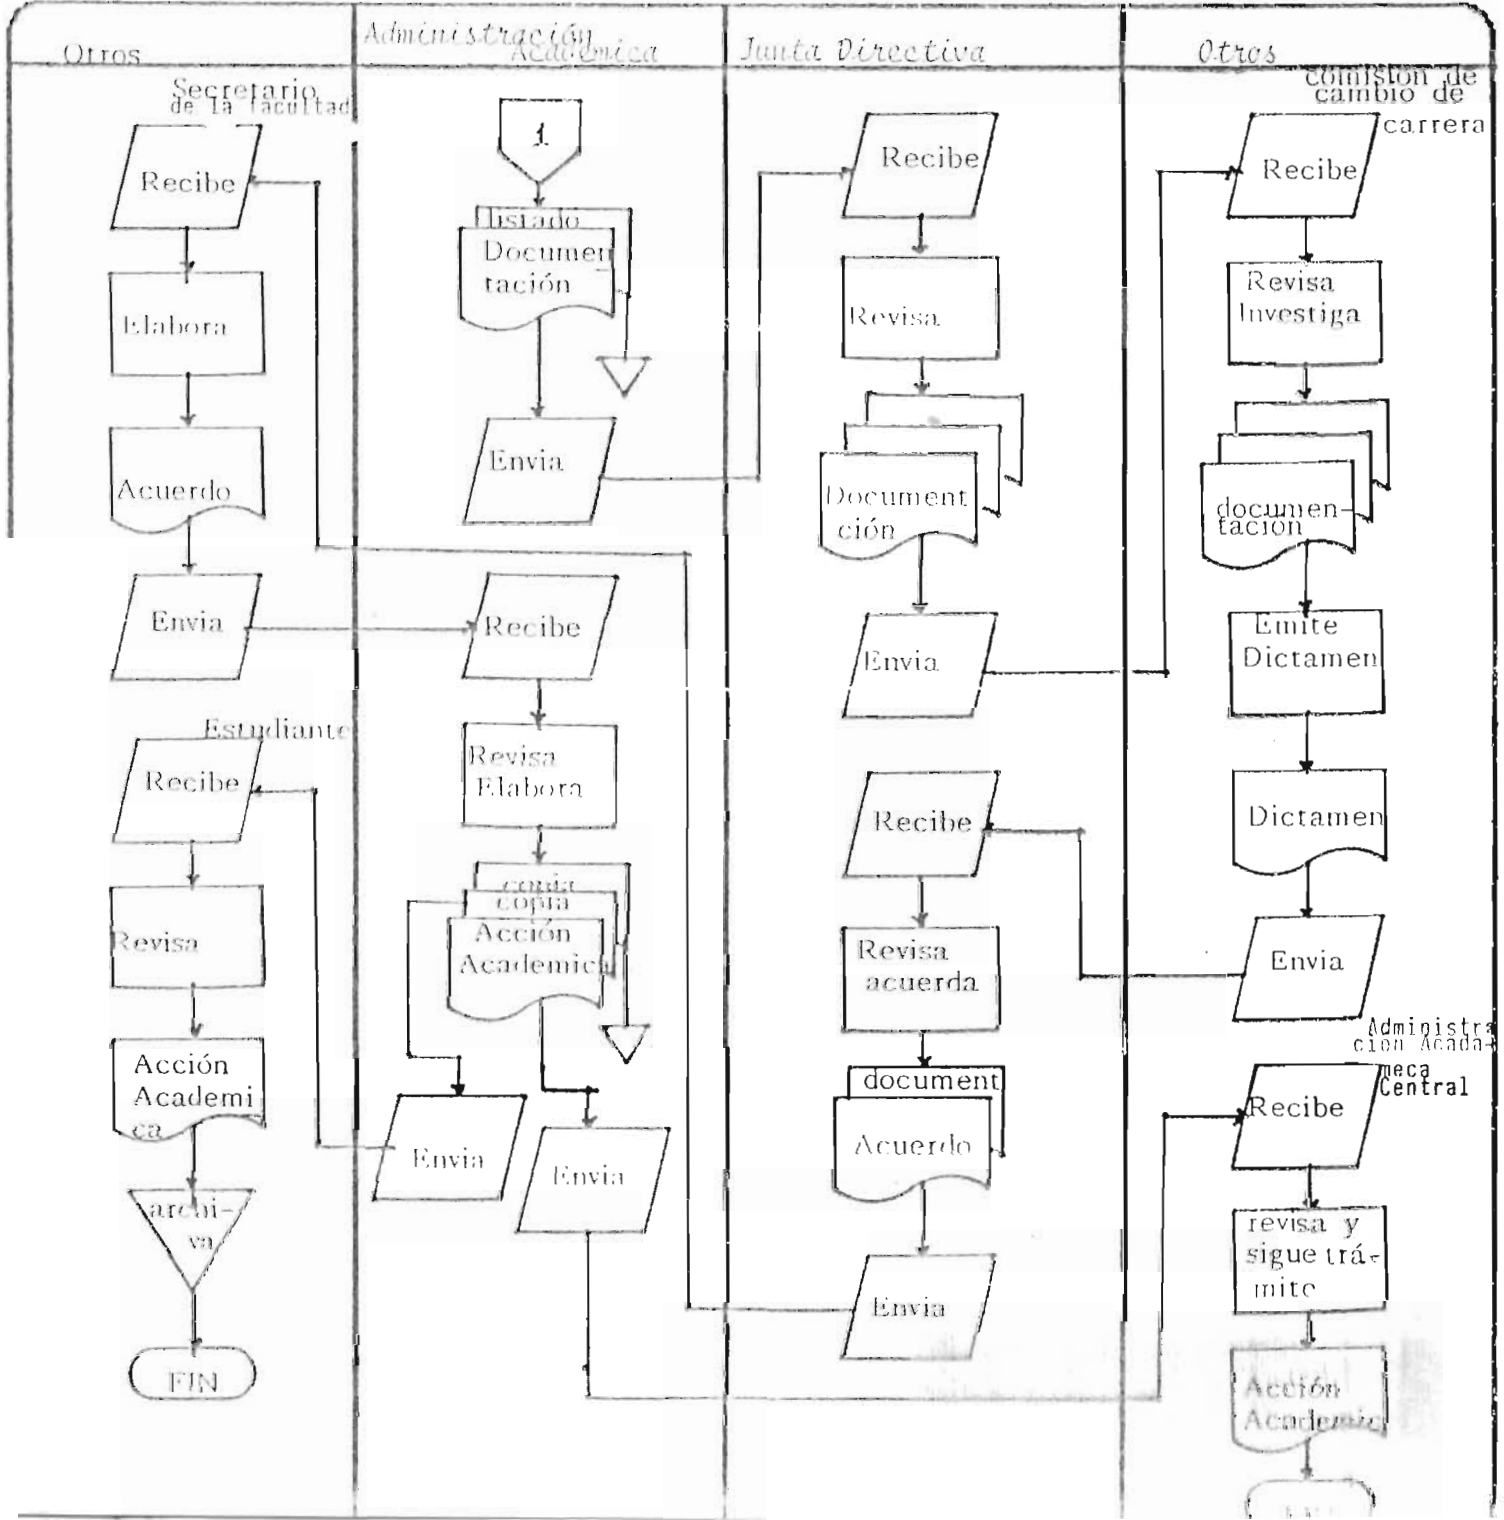 Otros
Administración
Academica
Junta Directiva
Otros
Secretario
de la facultad
Recibe
Elabora
Acuerdo
Envia
Estudiante
Recibe
Revisa
Acción
Academi
ca
archi-
va
FIN
1
listado
Documen
tación
Envia
Recibe
Revisa
Elabora
copia
copia
Acción
Academica
Envia
Envia
Recibe
Revisa
Document
ción
Envia
Recibe
Revisa
acuerda
document
Acuerdo
Envia
comision de
cambio de
carrera
Recibe
Revisa
Investiga
documen-
tación
Emite
Dictamen
Dictamen
Envia
Administra
cion Acada-
meca
Central
Recibe
revisa y
sigue trá-
mite
Acción
Academic